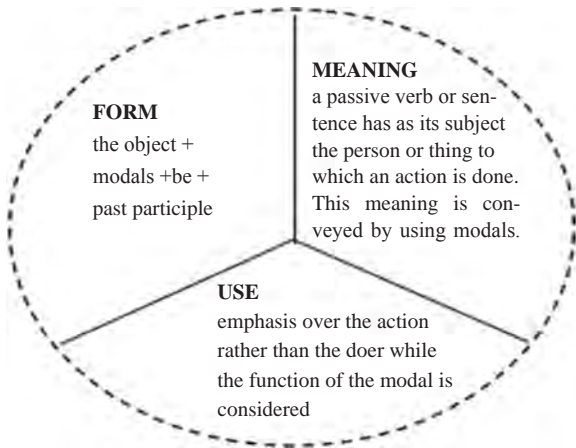 FORM
the object +
modals +be +
past participle
MEANING
a passive verb or sen-
tence has as its subject
the person or thing to
which an action is done.
This meaning is con-
veyed by using modals.
USE
emphasis over the action
rather than the doer while
the function of the modal is
considered